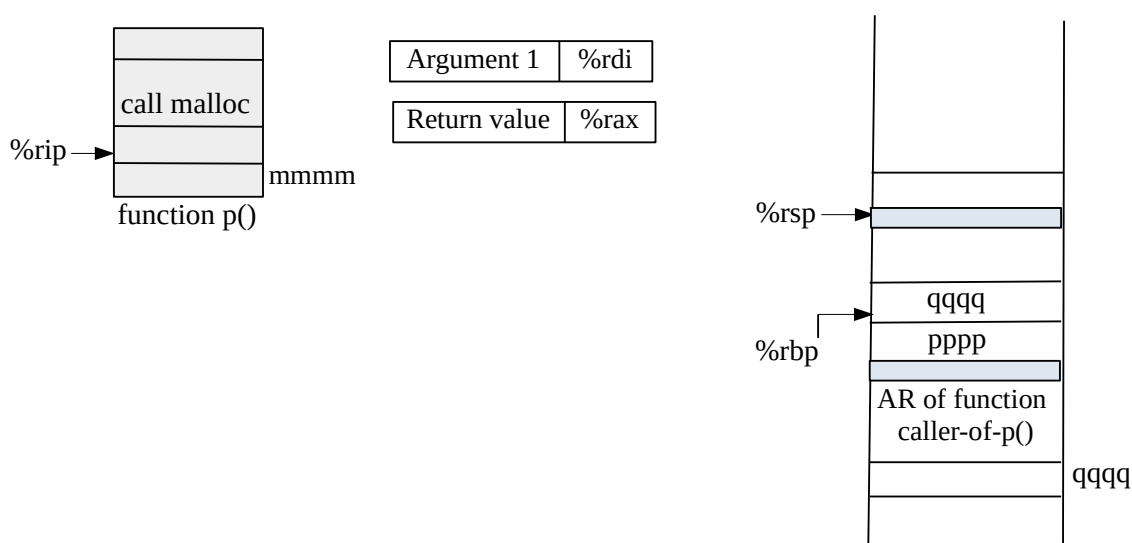 call malloc
%rip
mmmm
function p()
Argument 1 %rdi
Return value %rax
%rsp
qqqq
%rbp
pppp
AR of function
caller-of-p()
qqqq